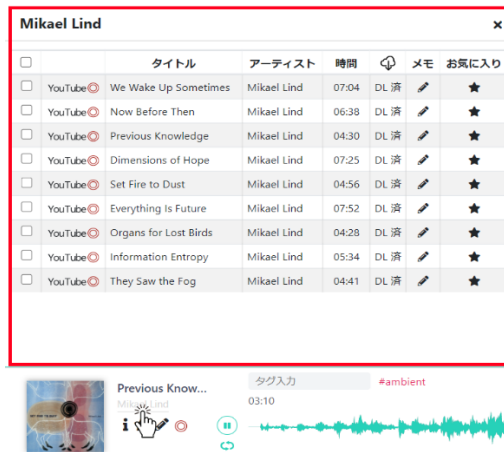 Mikael Lind ×
タイトル アーティスト 時間 メモ お気に入り
YouTube We Wake Up Sometimes Mikael Lind 07:04 DL 済
YouTube Now Before Then Mikael Lind 06:38 DL 済
YouTube Previous Knowledge Mikael Lind 04:30 DL 済
YouTube Dimensions of Hope Mikael Lind 07:25 DL 済
YouTube Set Fire to Dust Mikael Lind 04:56 DL 済
YouTube Everything Is Future Mikael Lind 07:52 DL 済
YouTube Organs for Lost Birds Mikael Lind 04:28 DL 済
YouTube Information Entropy Mikael Lind 05:34 DL 済
YouTube They Saw the Fog Mikael Lind 04:41 DL 済
Previous Know...
Mikael Lind
タグ入力 #ambient
03:10